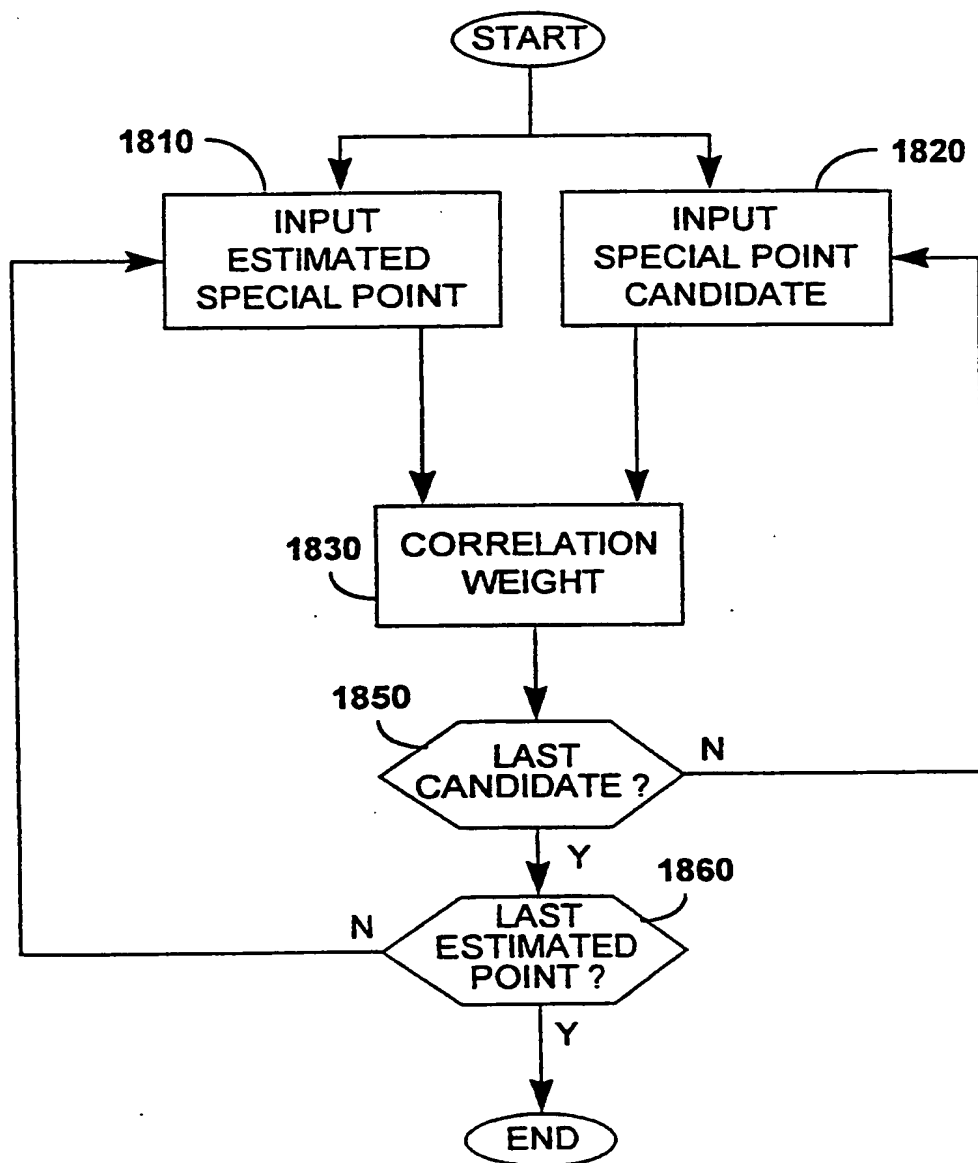 START
1810
1820
INPUT
ESTIMATED
SPECIAL POINT
INPUT
SPECIAL POINT
CANDIDATE
1830
CORRELATION
WEIGHT
1850
LAST
CANDIDATE ?
N
Y
1860
N
LAST
ESTIMATED
POINT ?
Y
END